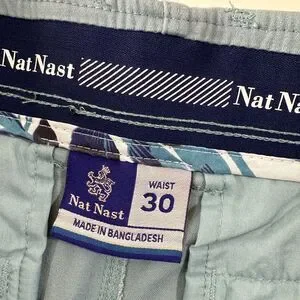 NatNast
Nat Na
Nat Nast
WAIST
30
MADE IN BANGLADESH